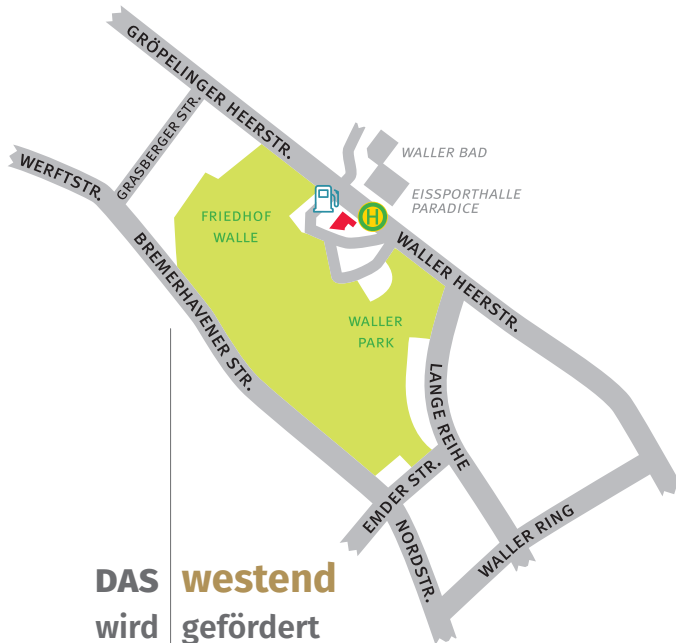 GRÖPELINGER HEERSTR.
GRASBERGER STR.
WERFTSTR.
WALLER BAD
EISSPORTHALLE
PARADICE
FRIEDHOF
WALLE
H
WALLER HEERSTR.
BREMERHAVENER STR.
WALLER
PARK
LANGE REIHE
EMDER STR.
NORDSTR.
WALLER RING
DAS westend
wird gefördert